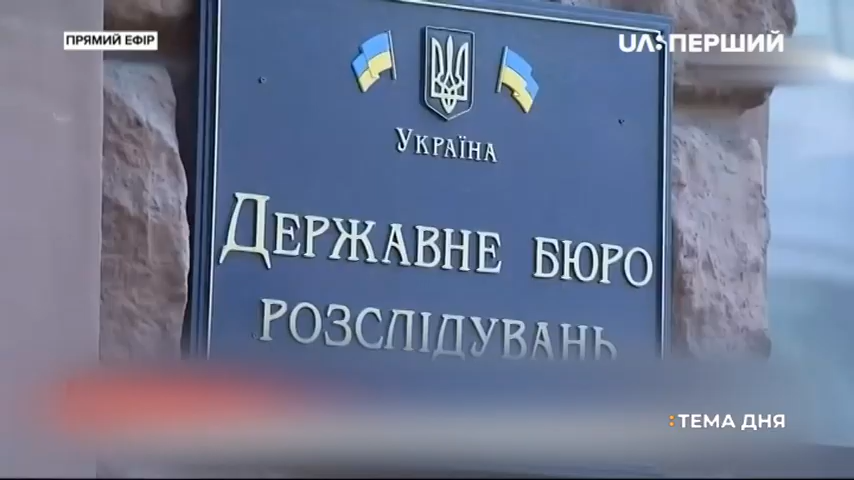 ПРЯМИЙ ЕФІР
UA: ПЕРШИЙ
УКРАЇНА
ДЕРЖАВНЕ БЮРО
РОЗСЛІДУВАНЬ
:ТЕМА ДНЯ